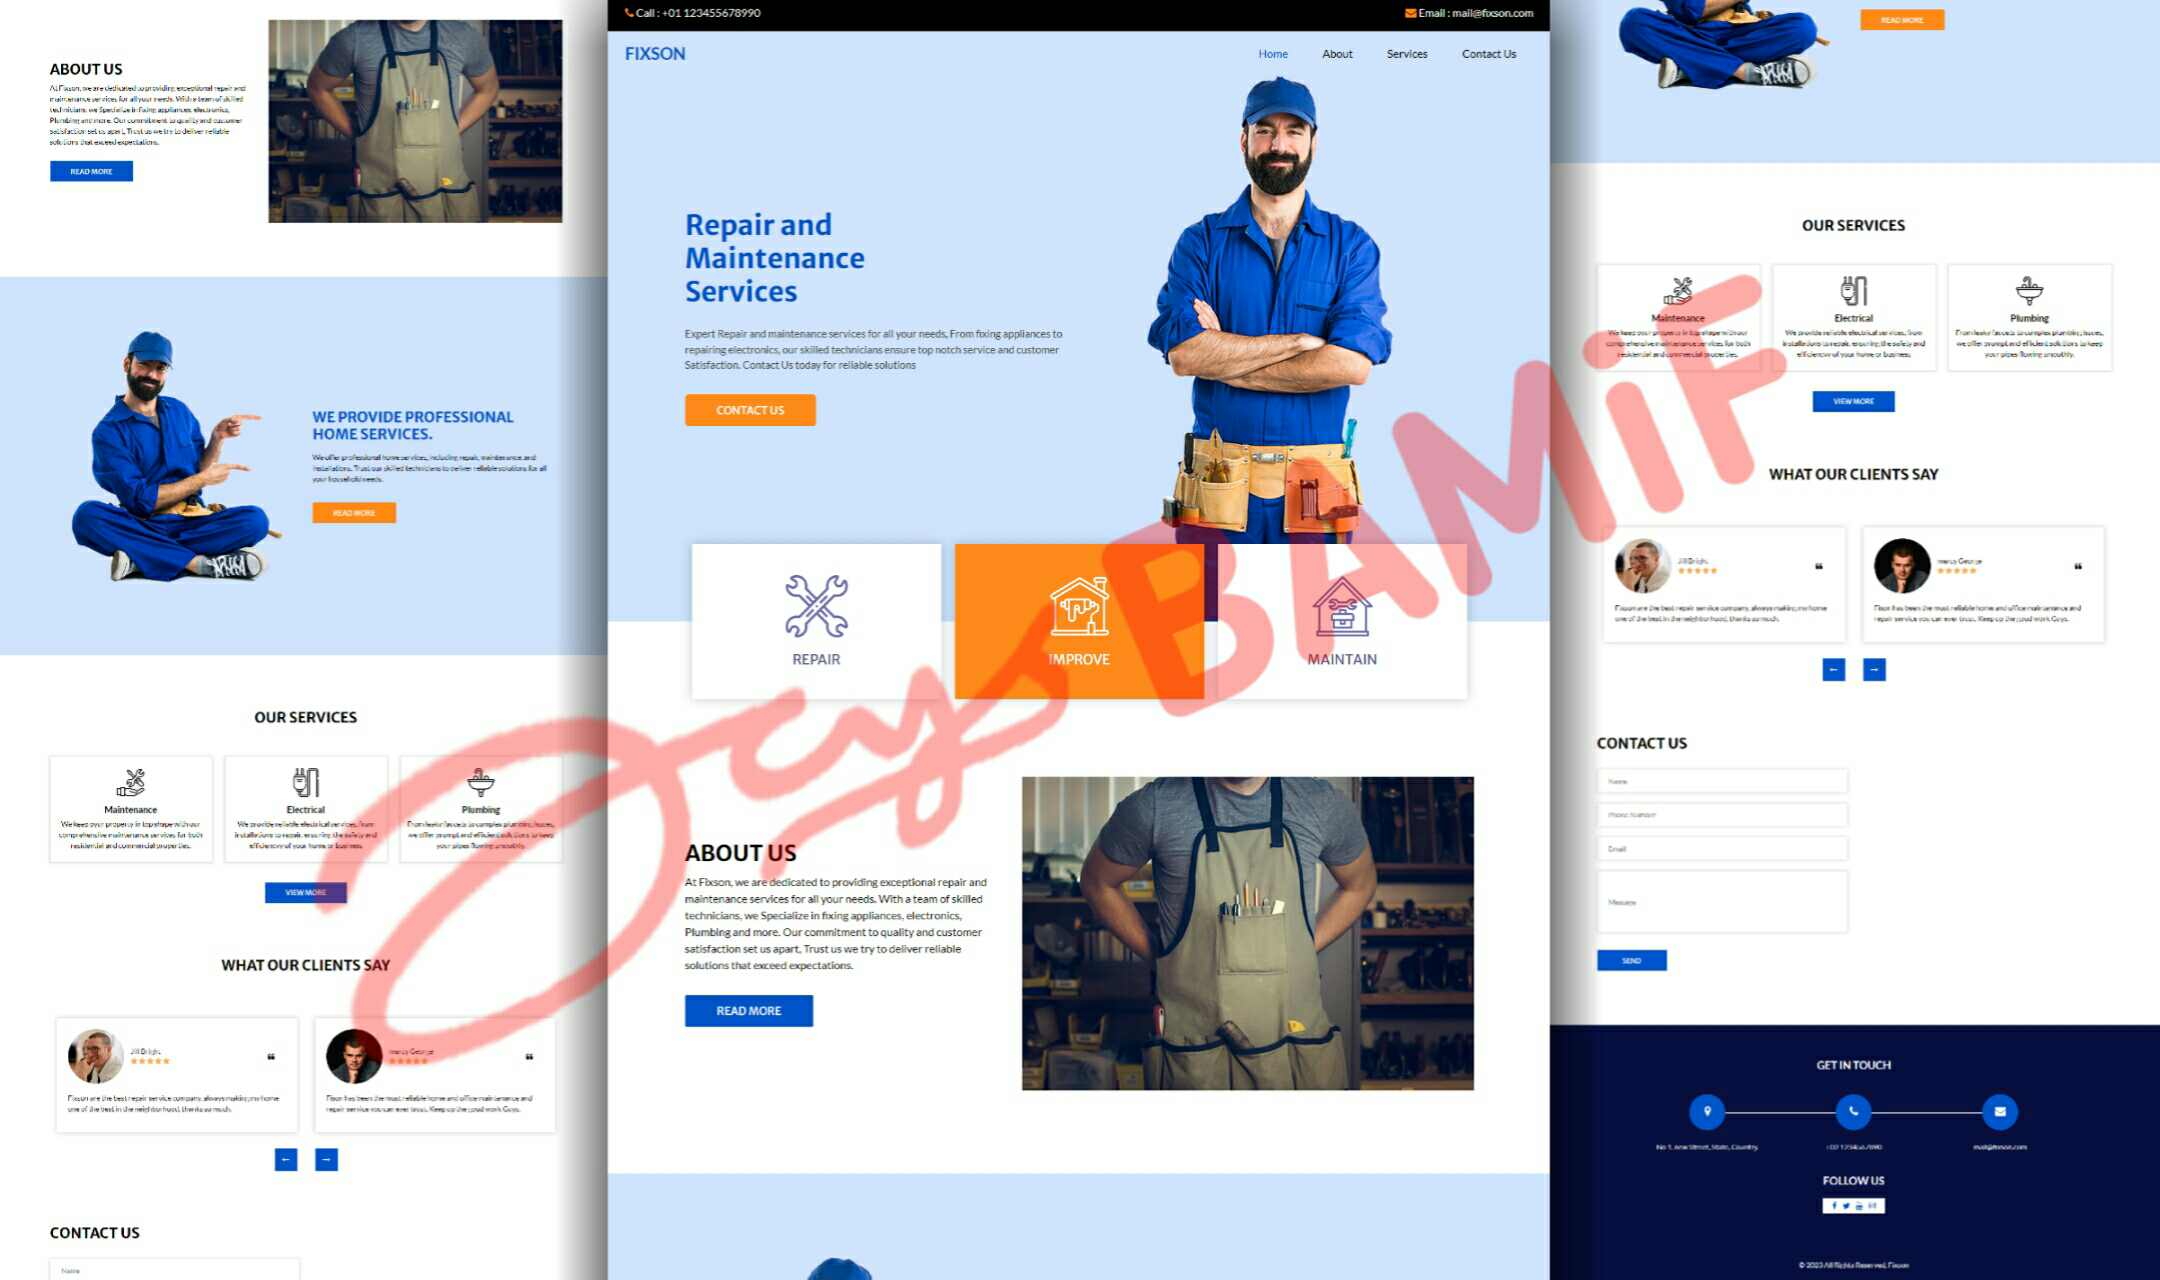 ABOUT US
At Fixson, we are dedicated to providing exceptional repair and
maintenance services for all your needs. With a team of skilled
technicians, we Specialize in fixing appliances, electronics,
Plumbing and more. Our commitment to quality and customer
satisfaction set us apart, Trust us we try to deliver reliable
solutions that exceed expectations.
READ MORE
WE PROVIDE PROFESSIONAL
HOME SERVICES.
We offer professional home services, including repair, maintenance, and
installations. Trust our skilled technicians to deliver reliable solutions for all
your household needs.
READ MORE
OUR SERVICES
Maintenance
We keep your property in top shape with our
comprehensive maintenance services for both
residential and commercial properties.
Electrical
We provide reliable electrical services, from
installations to repair, ensuring the safety and
efficiency of your home or business.
Plumbing
From leaky faucets to complex plumbing issues,
we offer prompt and efficient solutions to keep
your pipes flowing smoothly.
VIEW MORE
WHAT OUR CLIENTS SAY
Fixson are the best repair service company, always making my home
one of the best in the neighborhood, thanks so much.
George
Fixon has been the most reliable home and office maintenance and
repair service you can ever trust. Keep up the good work Guys.
← →
CONTACT US
Name
Call : +01 123455678990
Email : mail@fixson.com
FIXSON
Home About Services Contact Us
Repair and
Maintenance
Services
Expert Repair and maintenance services for all your needs, From fixing appliances to
repairing electronics, our skilled technicians ensure top notch service and customer
Satisfaction. Contact Us today for reliable solutions
CONTACT US
REPAIR
IMPROVE
MAINTAIN
ABOUT US
At Fixson, we are dedicated to providing exceptional repair and
maintenance services for all your needs. With a team of skilled
technicians, we Specialize in fixing appliances, electronics,
Plumbing and more. Our commitment to quality and customer
satisfaction set us apart, Trust us we try to deliver reliable
solutions that exceed expectations.
READ MORE
BAMiF
READ MORE
OUR SERVICES
Maintenance
We keep your property in top shape with our
comprehensive maintenance services for both
residential and commercial properties.
Electrical
We provide reliable electrical services, from
installations to repair, ensuring the safety and
efficiency of your home or business.
Plumbing
From leaky faucets to complex plumbing issues,
we offer prompt and efficient solutions to keep
your pipes flowing smoothly.
VIEW MORE
WHAT OUR CLIENTS SAY
Fixson are the best repair service company, always making my home
one of the best in the neighborhood, thanks so much.
George
Fixon has been the most reliable home and office maintenance and
repair service you can ever trust. Keep up the good work Guys.
← →
CONTACT US
Name
Phone Number
Email
Message
SEND
GET IN TOUCH
No 1, New Street, State, Country.
mail@fixson.com
FOLLOW US
© 2023 All Rights Reserved, Fixson